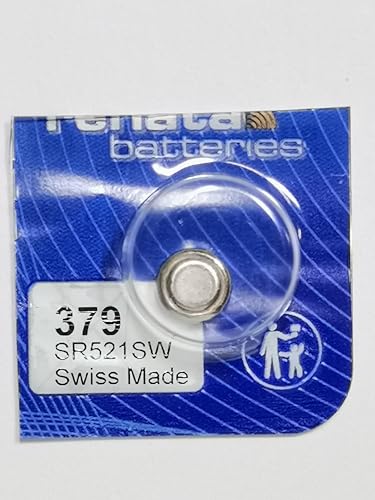 renata
batteries
379
SR521SW
Swiss Made